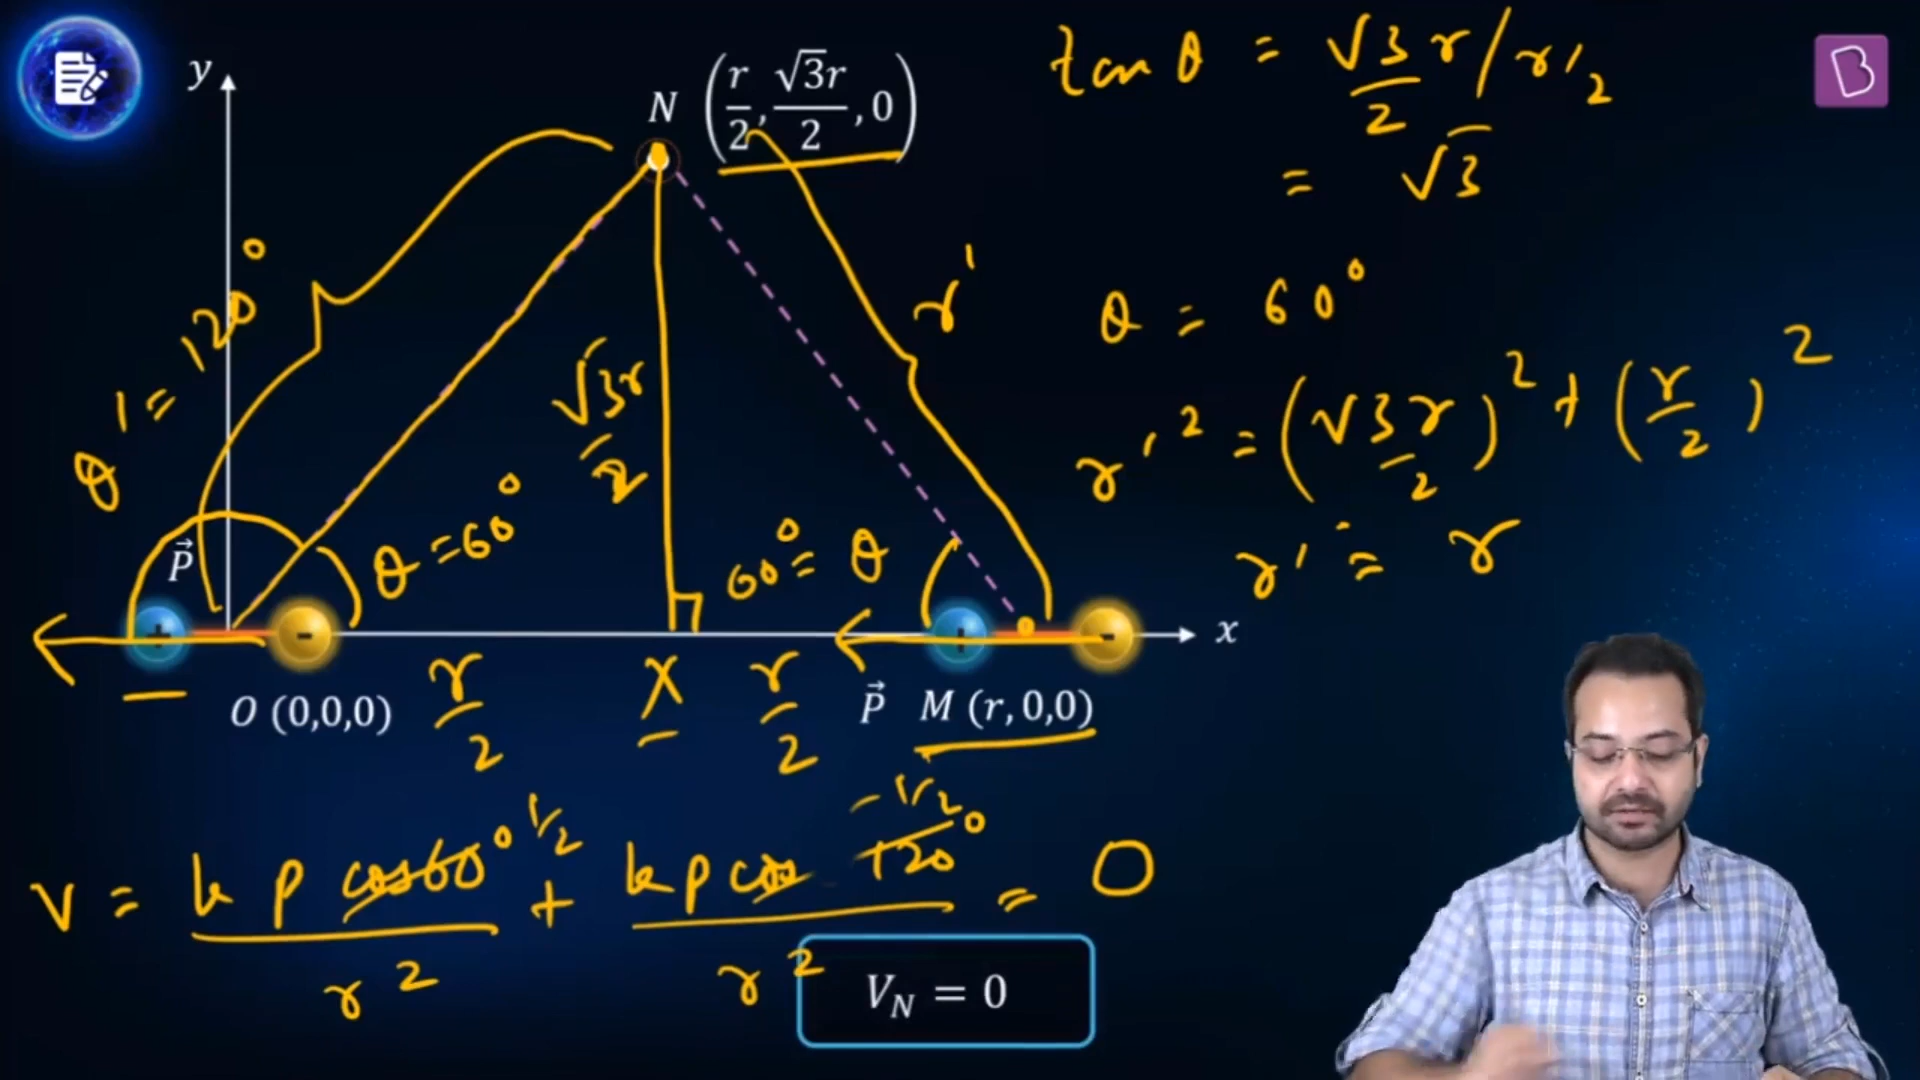 y
N (r/2, √3r/2, 0)
tan θ = √3r/2 / r/2
= √3
B
θ' = 120°
√3r/2
r'
θ = 60°
r'² = (√3r/2)² + (r/2)²
r' = r
P⃗
θ = 60°
60° = θ
+ - + -
x
O (0,0,0)
r/2
X
r/2
P⃗ M (r, 0,0)
V = kp cos60° 1/2 / r² + kp cos 120° -1/2 / r² = 0
V_N = 0